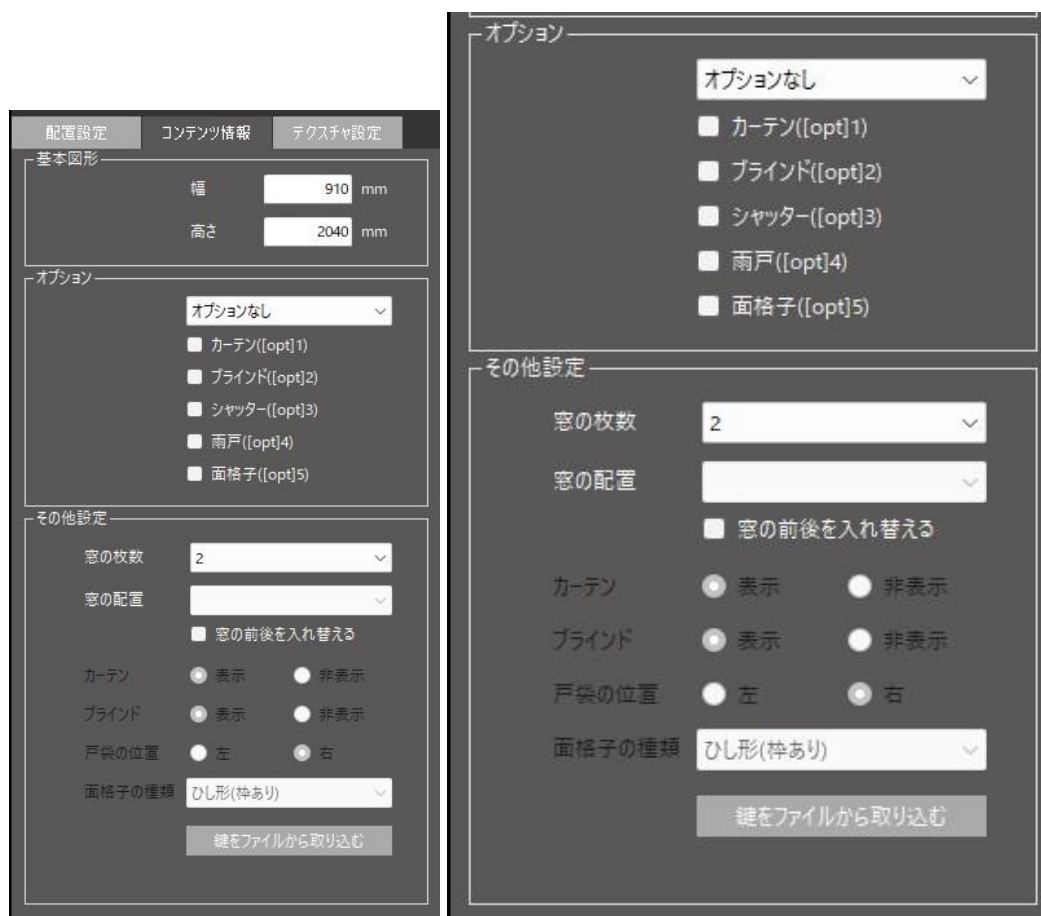 配置設定 コンテンツ情報 テクスチャ設定
基本図形
幅 910 mm
高さ 2040 mm
オプション
オプションなし
カーテン([opt]1)
ブラインド([opt]2)
シャッター([opt]3)
雨戸([opt]4)
面格子([opt]5)
その他設定
窓の枚数 2
窓の配置
窓の前後を入れ替える
カーテン 表示 非表示
ブラインド 表示 非表示
戸袋の位置 左 右
面格子の種類 ひし形(枠あり)
鍵をファイルから取り込む
オプション
オプションなし
カーテン([opt]1)
ブラインド([opt]2)
シャッター([opt]3)
雨戸([opt]4)
面格子([opt]5)
その他設定
窓の枚数 2
窓の配置
窓の前後を入れ替える
カーテン 表示 非表示
ブラインド 表示 非表示
戸袋の位置 左 右
面格子の種類 ひし形(枠あり)
鍵をファイルから取り込む